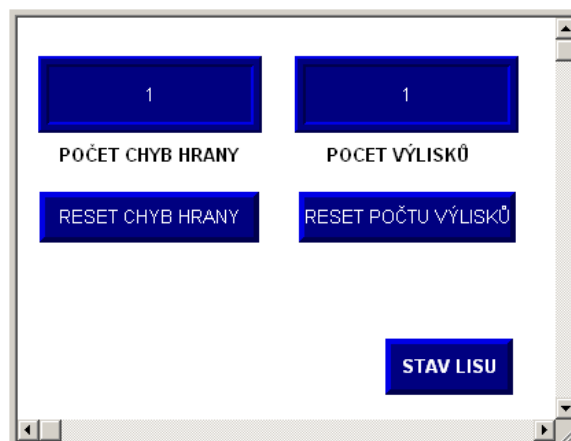 1
1
POČET CHYB HRANY
POCET VÝLISKŮ
RESET CHYB HRANY
RESET POČTU VÝLISKŮ
STAV LISU